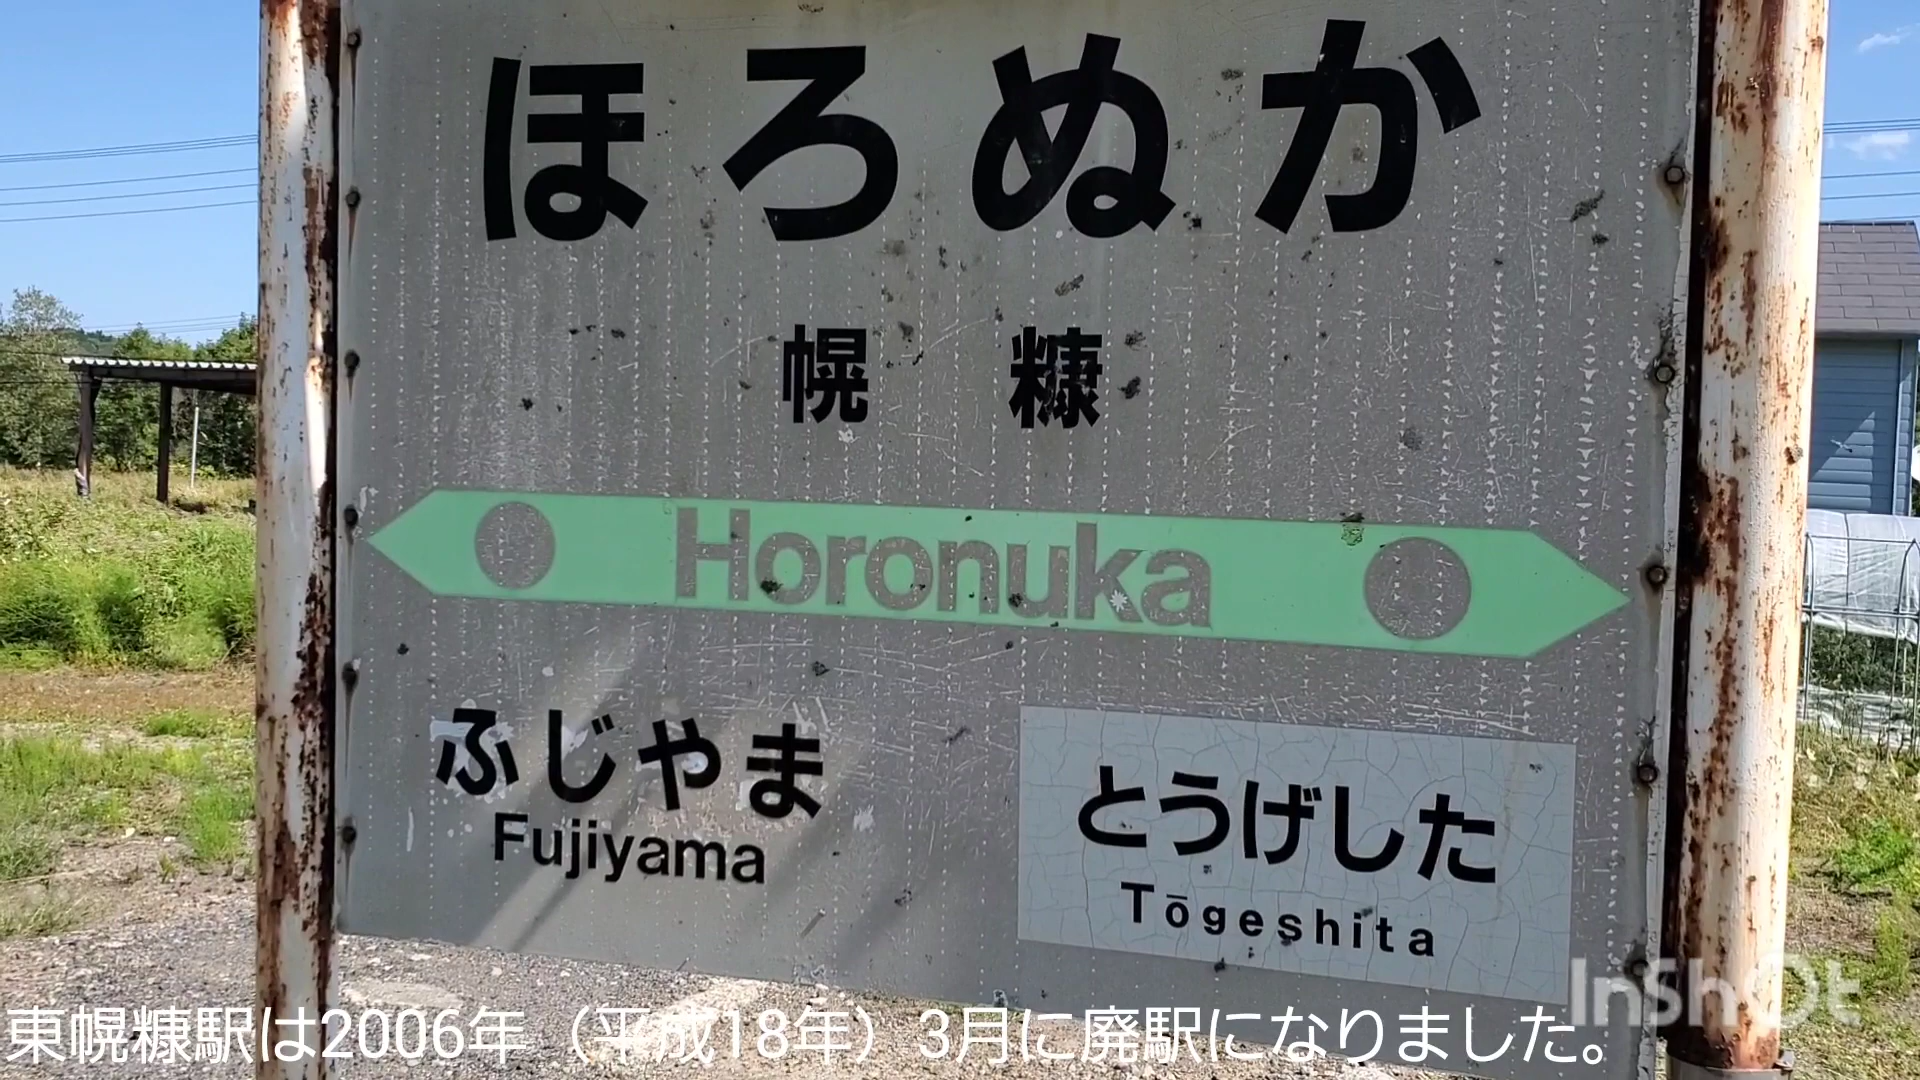 ほろぬか
幌糠
Horonuka
ふじやま
Fujiyama
とうげした
Tōgeshita
InShOt
東幌糠駅は2006年（平成18年）3月に廃駅になりました。